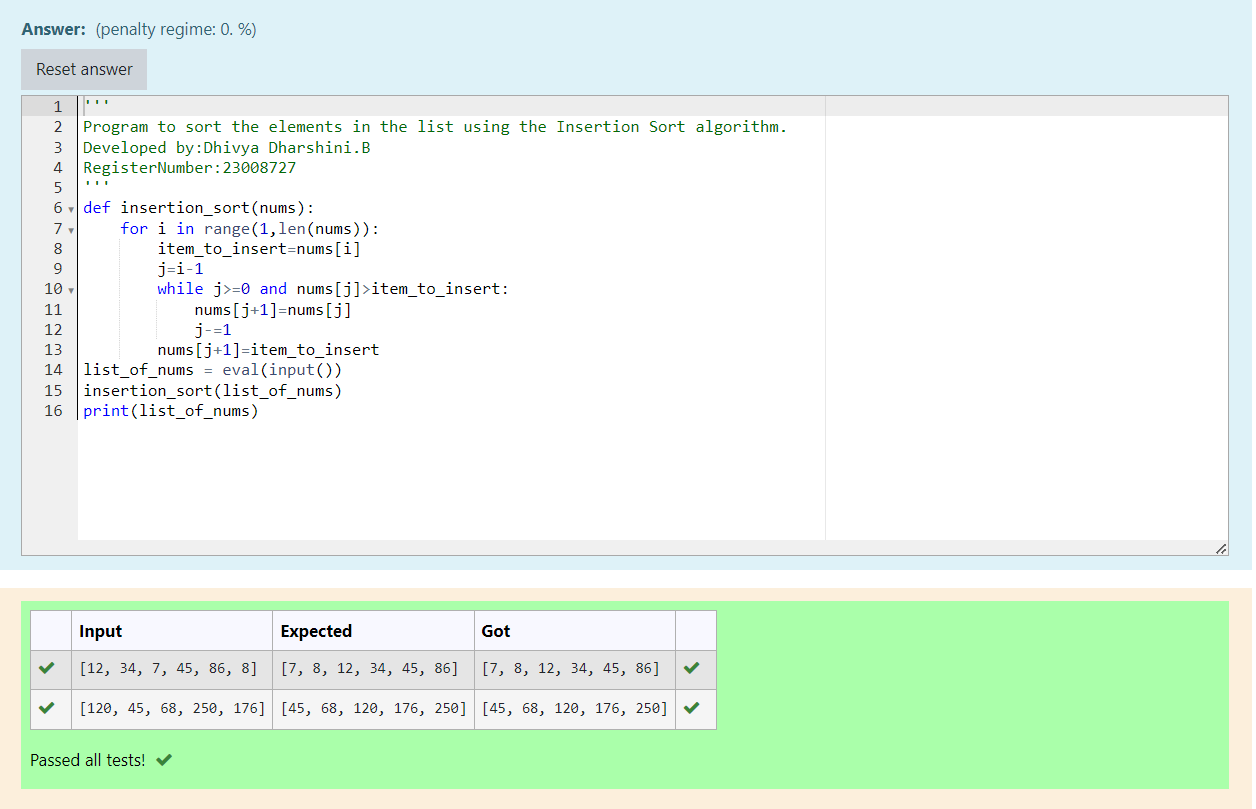 Answer: (penalty regime: 0. %)
Reset answer
1 '''
2 Program to sort the elements in the list using the Insertion Sort algorithm.
3 Developed by:Dhivya Dharshini.B
4 RegisterNumber:23008727
5 '''
6 def insertion_sort(nums):
7     for i in range(1,len(nums)):
8         item_to_insert=nums[i]
9         j=i-1
10         while j>=0 and nums[j]>item_to_insert:
11             nums[j+1]=nums[j]
12             j-=1
13         nums[j+1]=item_to_insert
14 list_of_nums = eval(input())
15 insertion_sort(list_of_nums)
16 print(list_of_nums)
Input Expected Got
[12, 34, 7, 45, 86, 8] [7, 8, 12, 34, 45, 86] [7, 8, 12, 34, 45, 86]
[120, 45, 68, 250, 176] [45, 68, 120, 176, 250] [45, 68, 120, 176, 250]
Passed all tests!